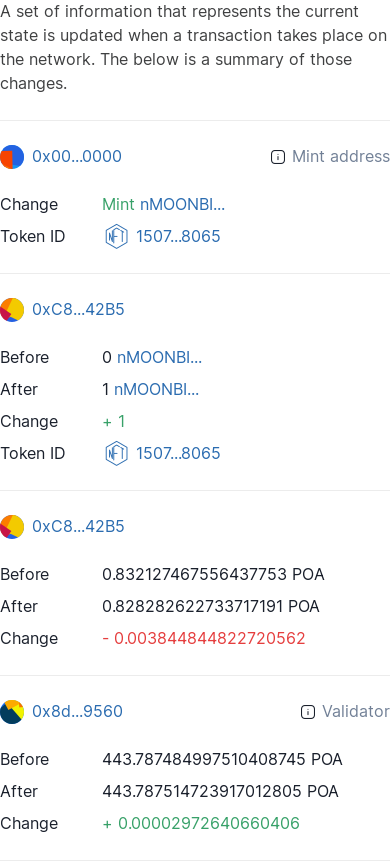 A set of information that represents the current
state is updated when a transaction takes place on
the network. The below is a summary of those
changes.
0x00...0000 Mint address
Change Mint nMOONBI...
Token ID NFT 1507...8065
0xC8...42B5
Before 0 nMOONBI...
After 1 nMOONBI...
Change + 1
Token ID NFT 1507...8065
0xC8...42B5
Before 0.832127467556437753 POA
After 0.828282622733717191 POA
Change - 0.003844844822720562
0x8d...9560 Validator
Before 443.787484997510408745 POA
After 443.787514723917012805 POA
Change + 0.00002972640660406